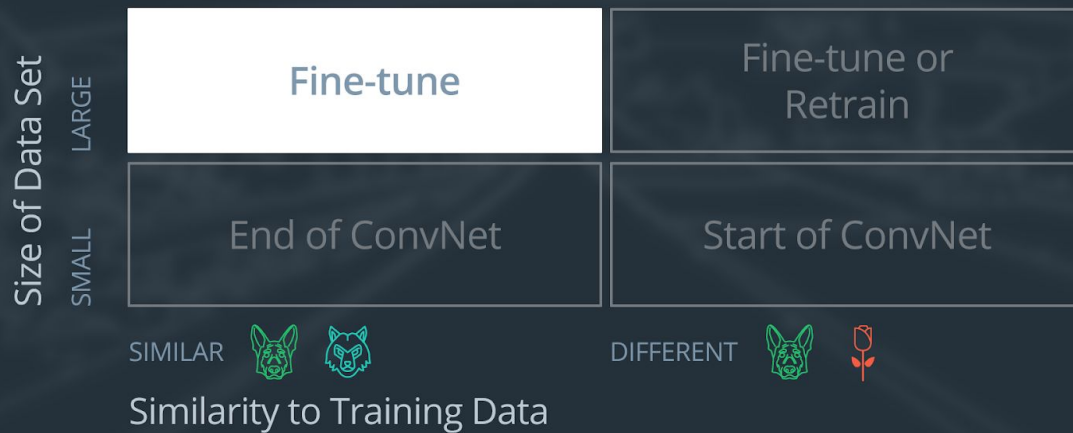 Size of Data Set
LARGE
Fine-tune
Fine-tune or
Retrain
SMALL
End of ConvNet
Start of ConvNet
SIMILAR
DIFFERENT
Similarity to Training Data